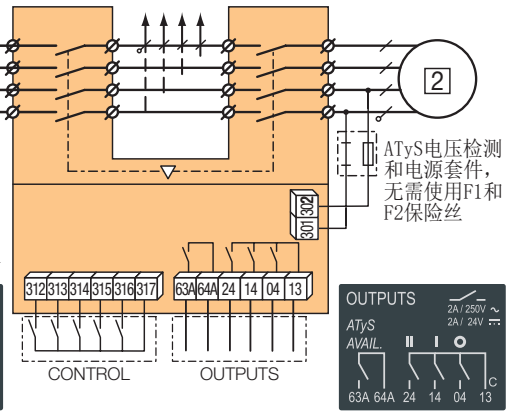 2
ATyS电压检测
和电源套件,
无需使用F1和
F2保险丝
302
301
312 313 314 315 316 317
63A 64A 24 14 04 13
CONTROL
OUTPUTS
OUTPUTS
2A / 250V ~
2A / 24V ⎓
ATyS
AVAIL.
II I O
C
63A 64A 24 14 04 13